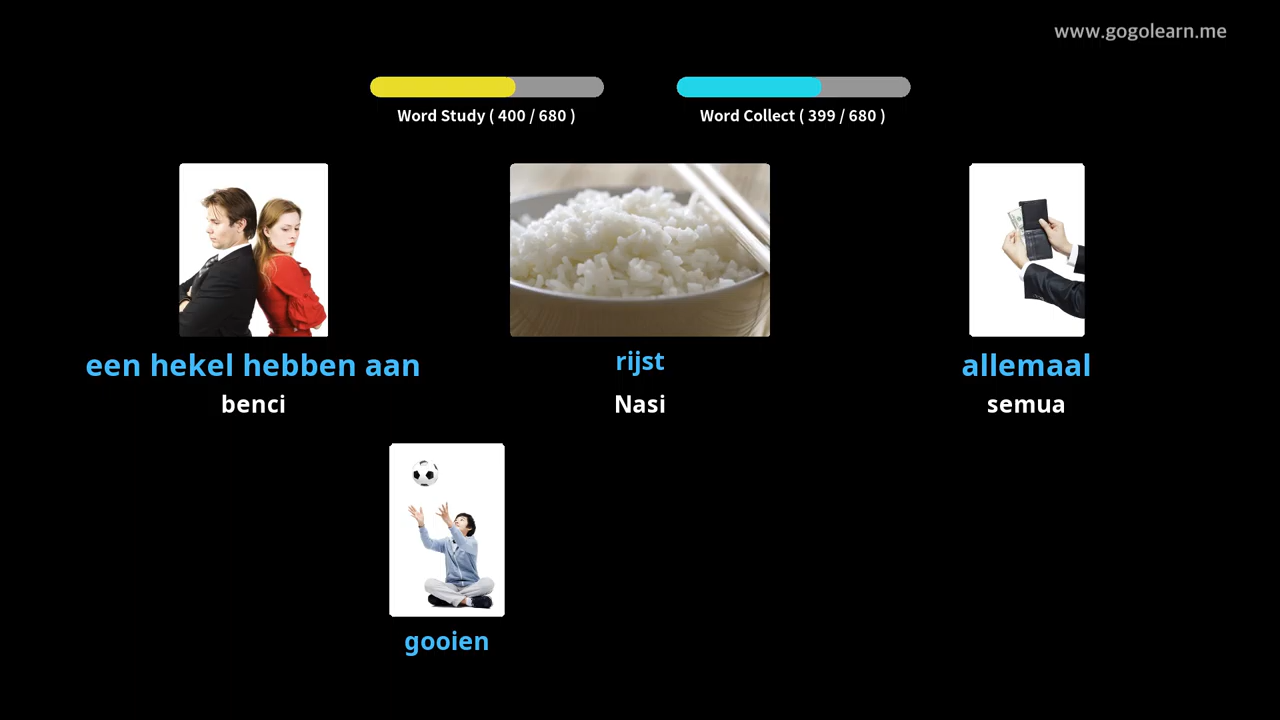 www.gogolearn.me
Word Study ( 400 / 680 )
Word Collect ( 399 / 680 )
een hekel hebben aan
benci
rijst
Nasi
allemaal
semua
gooien